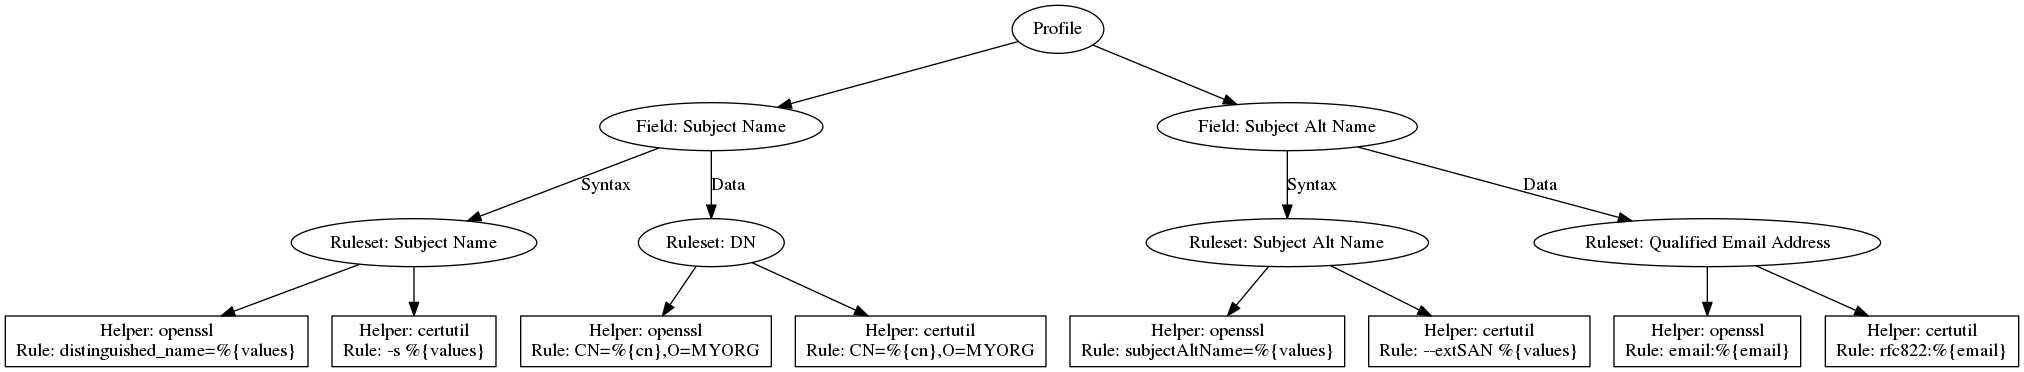 Profile
Field: Subject Name
Field: Subject Alt Name
Syntax
Data
Syntax
Data
Ruleset: Subject Name
Ruleset: DN
Ruleset: Subject Alt Name
Ruleset: Qualified Email Address
Helper: openssl
Rule: distinguished_name=%{values}
Helper: certutil
Rule: -s %{values}
Helper: openssl
Rule: CN=%{cn},O=MYORG
Helper: certutil
Rule: CN=%{cn},O=MYORG
Helper: openssl
Rule: subjectAltName=%{values}
Helper: certutil
Rule: --extSAN %{values}
Helper: openssl
Rule: email:%{email}
Helper: certutil
Rule: rfc822:%{email}